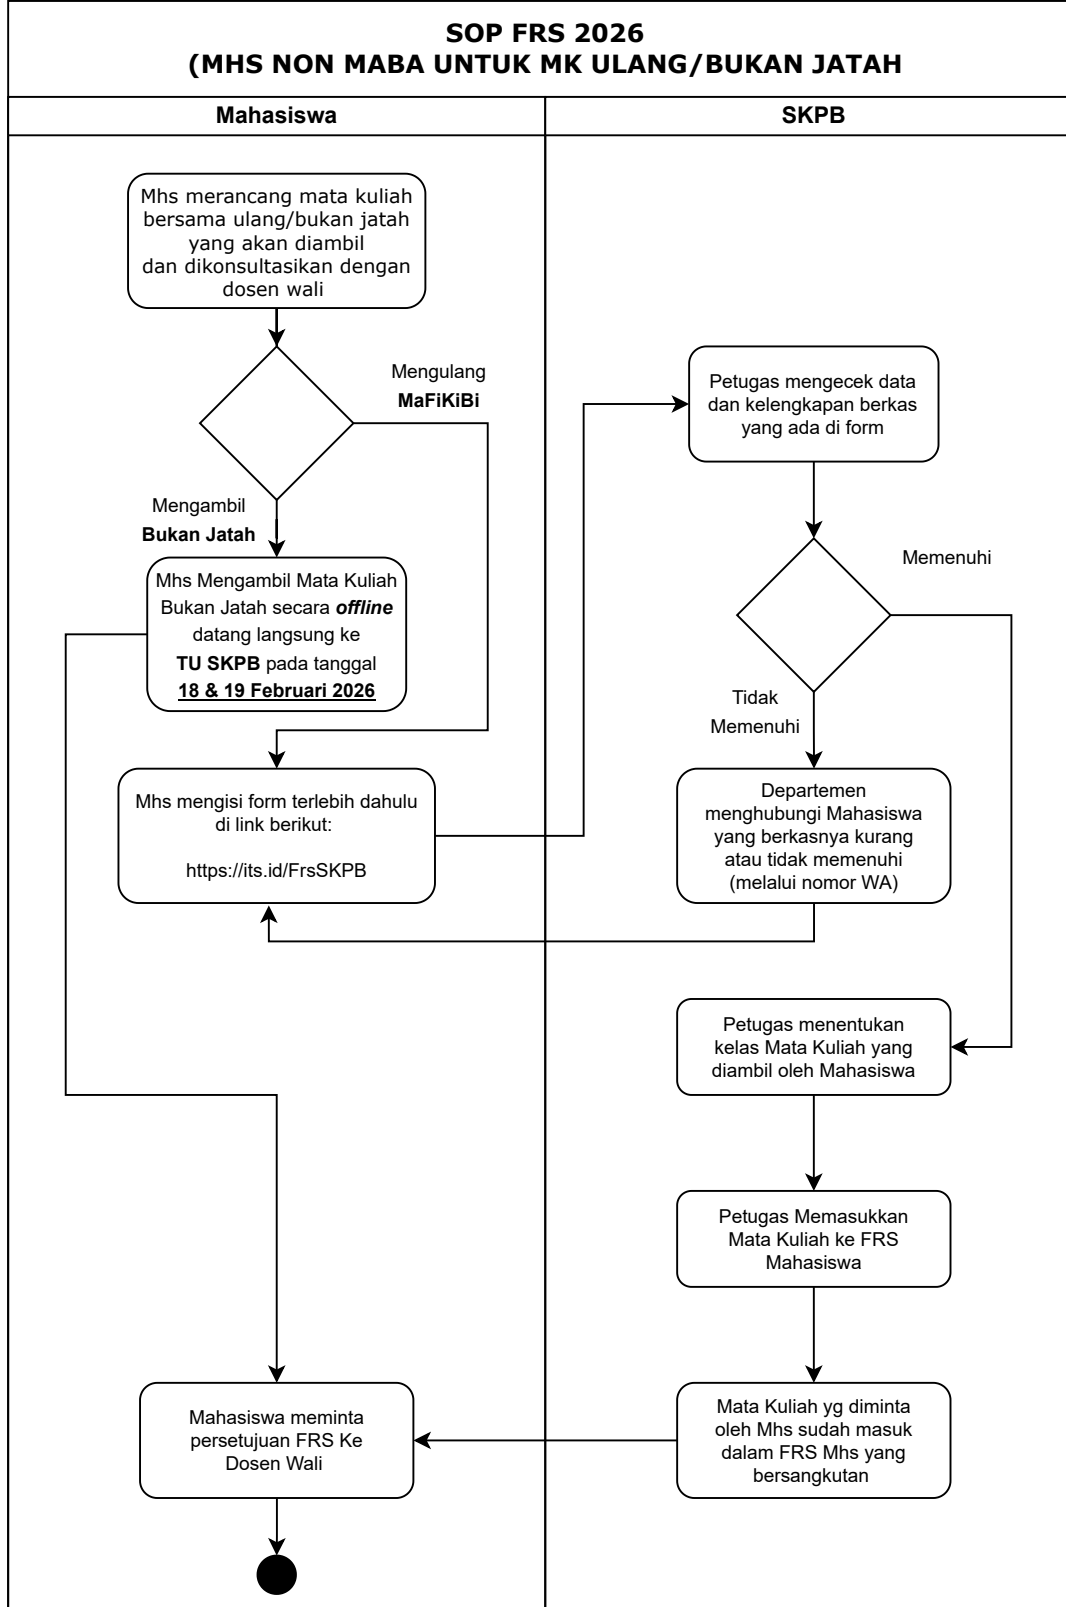 SOP FRS 2026
(MHS NON MABA UNTUK MK ULANG/BUKAN JATAH
Mahasiswa
SKPB
Mhs merancang mata kuliah
bersama ulang/bukan jatah
yang akan diambil
dan dikonsultasikan dengan
dosen wali
Mengulang
MaFiKiBi
Mengambil
Bukan Jatah
Mhs Mengambil Mata Kuliah
Bukan Jatah secara offline
datang langsung ke
TU SKPB pada tanggal
18 & 19 Februari 2026
Mhs mengisi form terlebih dahulu
di link berikut:
https://its.id/FrsSKPB
Petugas mengecek data
dan kelengkapan berkas
yang ada di form
Memenuhi
Tidak
Memenuhi
Departemen
menghubungi Mahasiswa
yang berkasnya kurang
atau tidak memenuhi
(melalui nomor WA)
Petugas menentukan
kelas Mata Kuliah yang
diambil oleh Mahasiswa
Petugas Memasukkan
Mata Kuliah ke FRS
Mahasiswa
Mata Kuliah yg diminta
oleh Mhs sudah masuk
dalam FRS Mhs yang
bersangkutan
Mahasiswa meminta
persetujuan FRS Ke
Dosen Wali